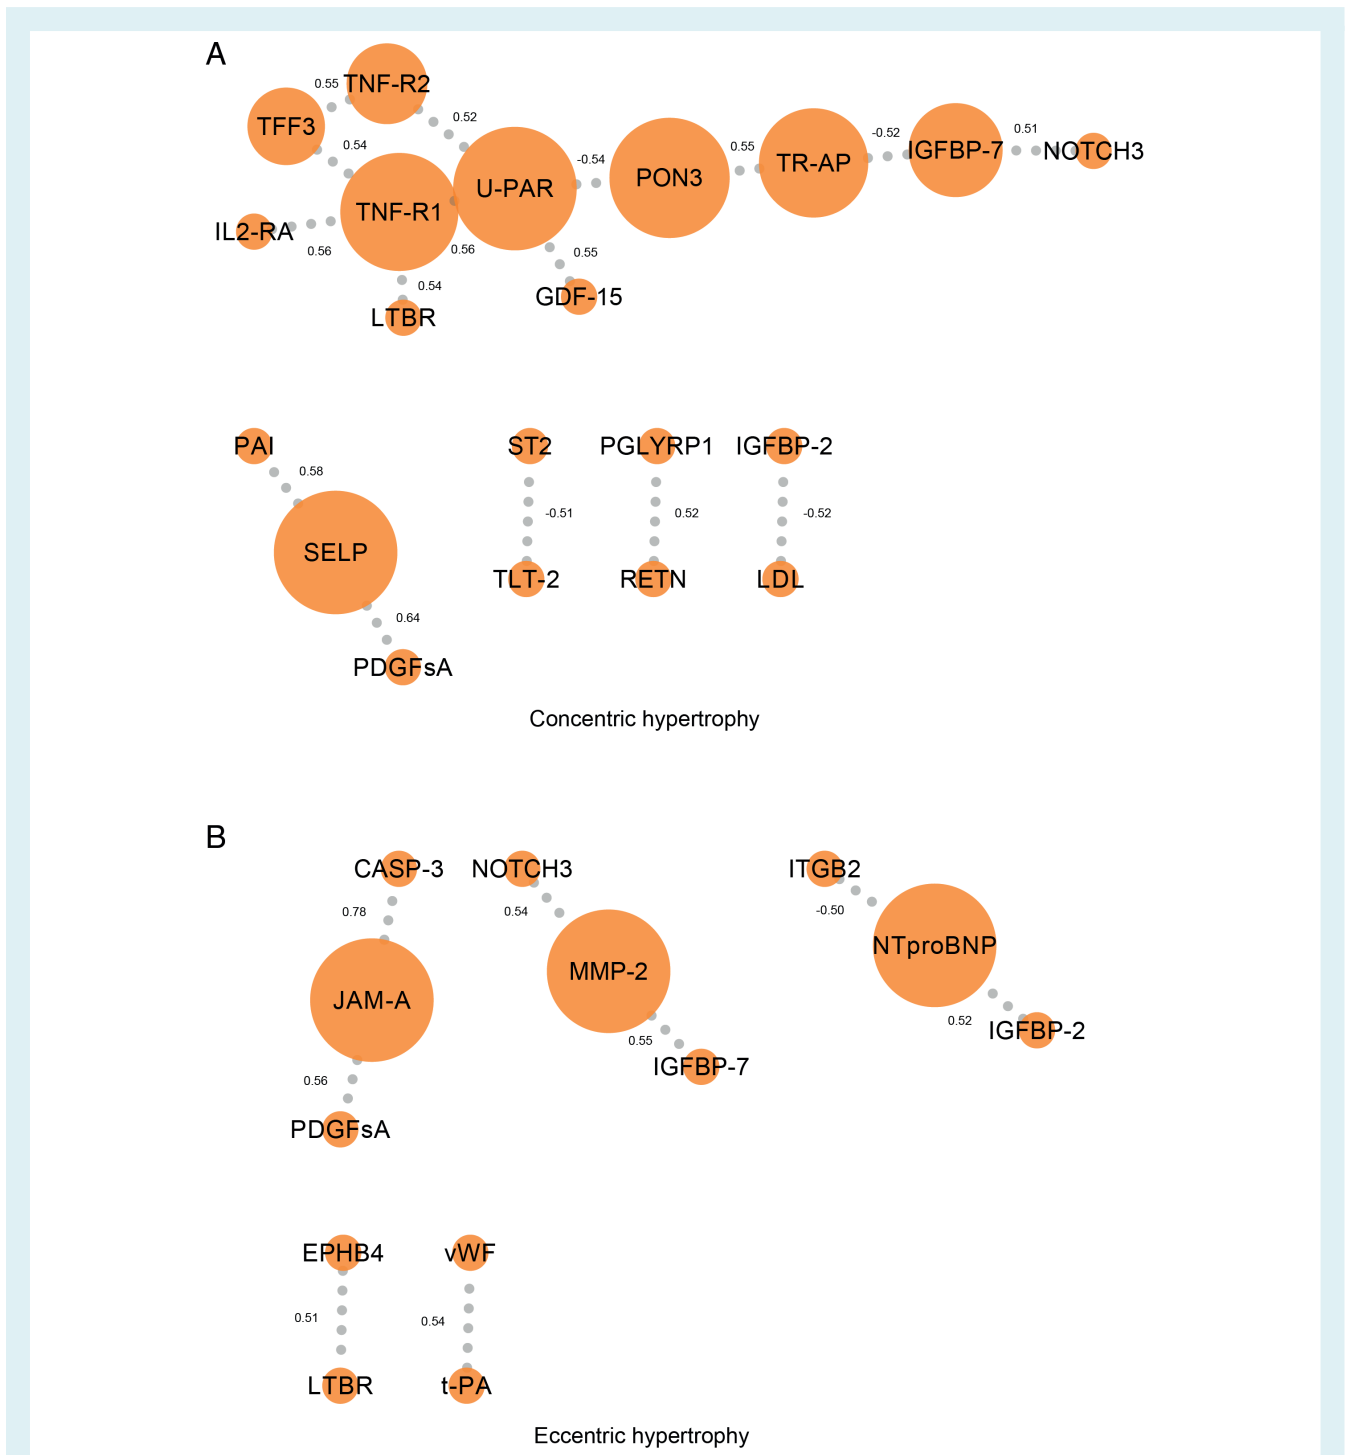 A
TNF-R2
0.55
TFF3
0.52
0.54
TNF-R1
U-PAR
-0.54
PON3
0.55
TR-AP
-0.52
IGFBP-7
0.51
NOTCH3
IL2-RA
0.56
0.56
0.55
0.54
GDF-15
LTBR
PAI
0.58
SELP
0.64
PDGFsA
ST2
-0.51
TLT-2
PGLYRP1
0.52
RETN
IGFBP-2
-0.52
LDL
Concentric hypertrophy
B
CASP-3
0.78
JAM-A
0.56
PDGFsA
NOTCH3
0.54
MMP-2
0.55
IGFBP-7
ITGB2
-0.50
NTproBNP
0.52
IGFBP-2
EPHB4
0.51
LTBR
vWF
0.54
t-PA
Eccentric hypertrophy